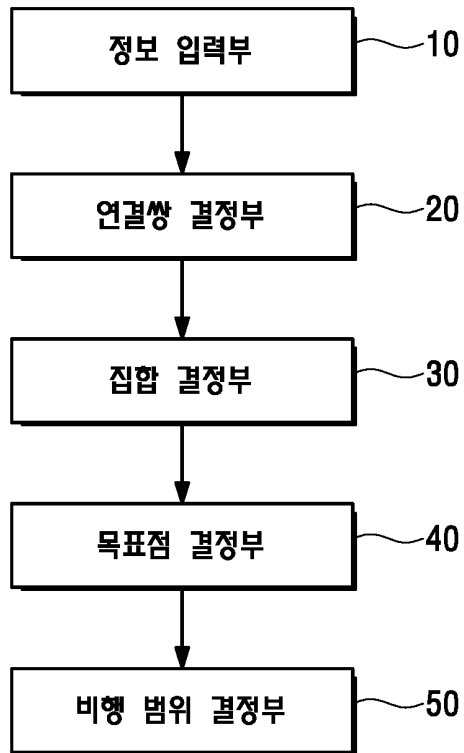 정보 입력부 10
연결쌍 결정부 20
집합 결정부 30
목표점 결정부 40
비행 범위 결정부 50